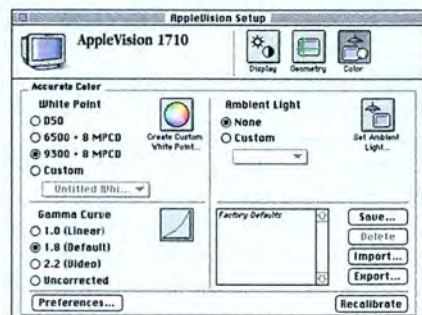 AppleVision Setup
AppleVision 1710
Display
Geometry
Color
Accurate Color
White Point
D50
6500 + 8 MPCD
9300 + 8 MPCD
Custom
Untitled Whi...
Create Custom
White Point...
Ambient Light
None
Custom
Set Ambient
Light...
Gamma Curve
1.0 (Linear)
1.8 (Default)
2.2 (Video)
Uncorrected
Factory Defaults
Save...
Delete
Import...
Export...
Preferences...
Recalibrate